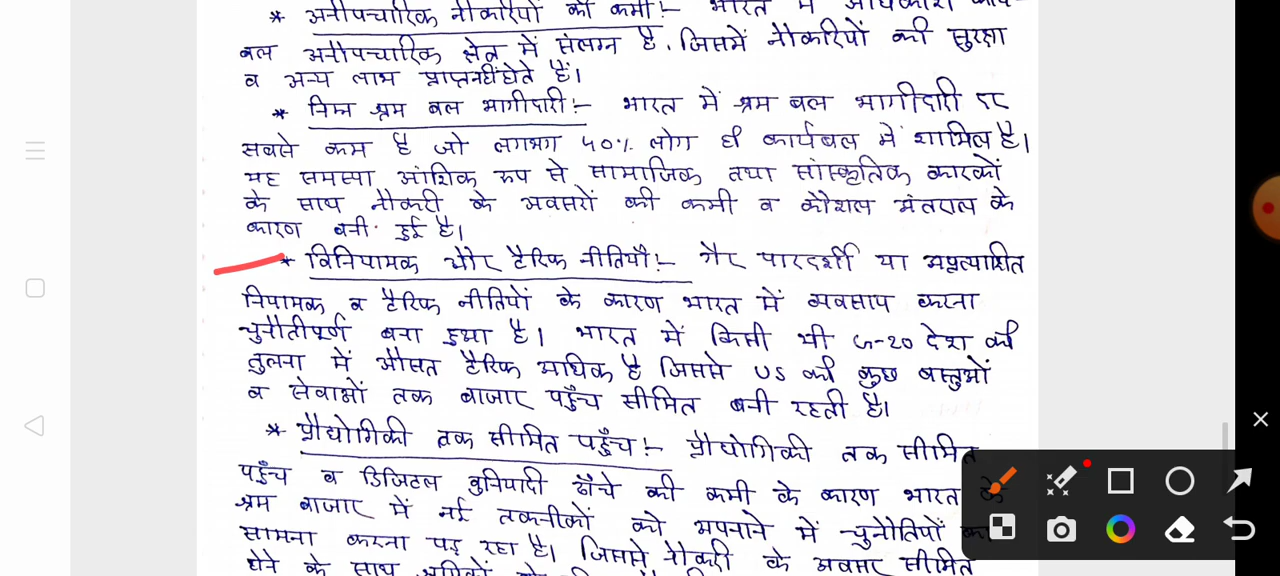 * अनौपचारिक नौकरियों की कमी:- भारत में अधिकांश कार्य-
बल अनौपचारिक क्षेत्र में संलग्न है, जिसमें नौकरियों की सुरक्षा
व अन्य लाभ प्राप्त नहीं होते हैं।
* निम्न श्रम बल भागीदारी:- भारत में श्रम बल भागीदारी दर
सबसे कम है जो लगभग 40% लोग ही कार्यबल में शामिल है।
यह समस्या आंशिक रूप से सामाजिक तथा सांस्कृतिक कारकों
के साथ नौकरी के अवसरों की कमी व कौशल अंतराल के
कारण बनी हुई है।
* विनियामक और टैरिफ नीतियाँ:- गैर पारदर्शी या अप्रत्याशित
नियामक व टैरिफ नीतियों के कारण भारत में व्यवसाय करना
चुनौतीपूर्ण बना हुआ है। भारत में किसी भी G-20 देश की
तुलना में औसत टैरिफ अधिक है जिससे US की कुछ वस्तुओं
व सेवाओं तक बाजार पहुँच सीमित बनी रहती है।
* प्रौद्योगिकी तक सीमित पहुँच:- प्रौद्योगिकी तक सीमित
पहुँच व डिजिटल बुनियादी ढाँचे की कमी के कारण भारत के
श्रम बाजार में नई तकनीकों को अपनाने में चुनौतियों का
सामना करना पड़ रहा है। जिससे नौकरी के अवसर सीमित
होने के साथ श्रमिकों